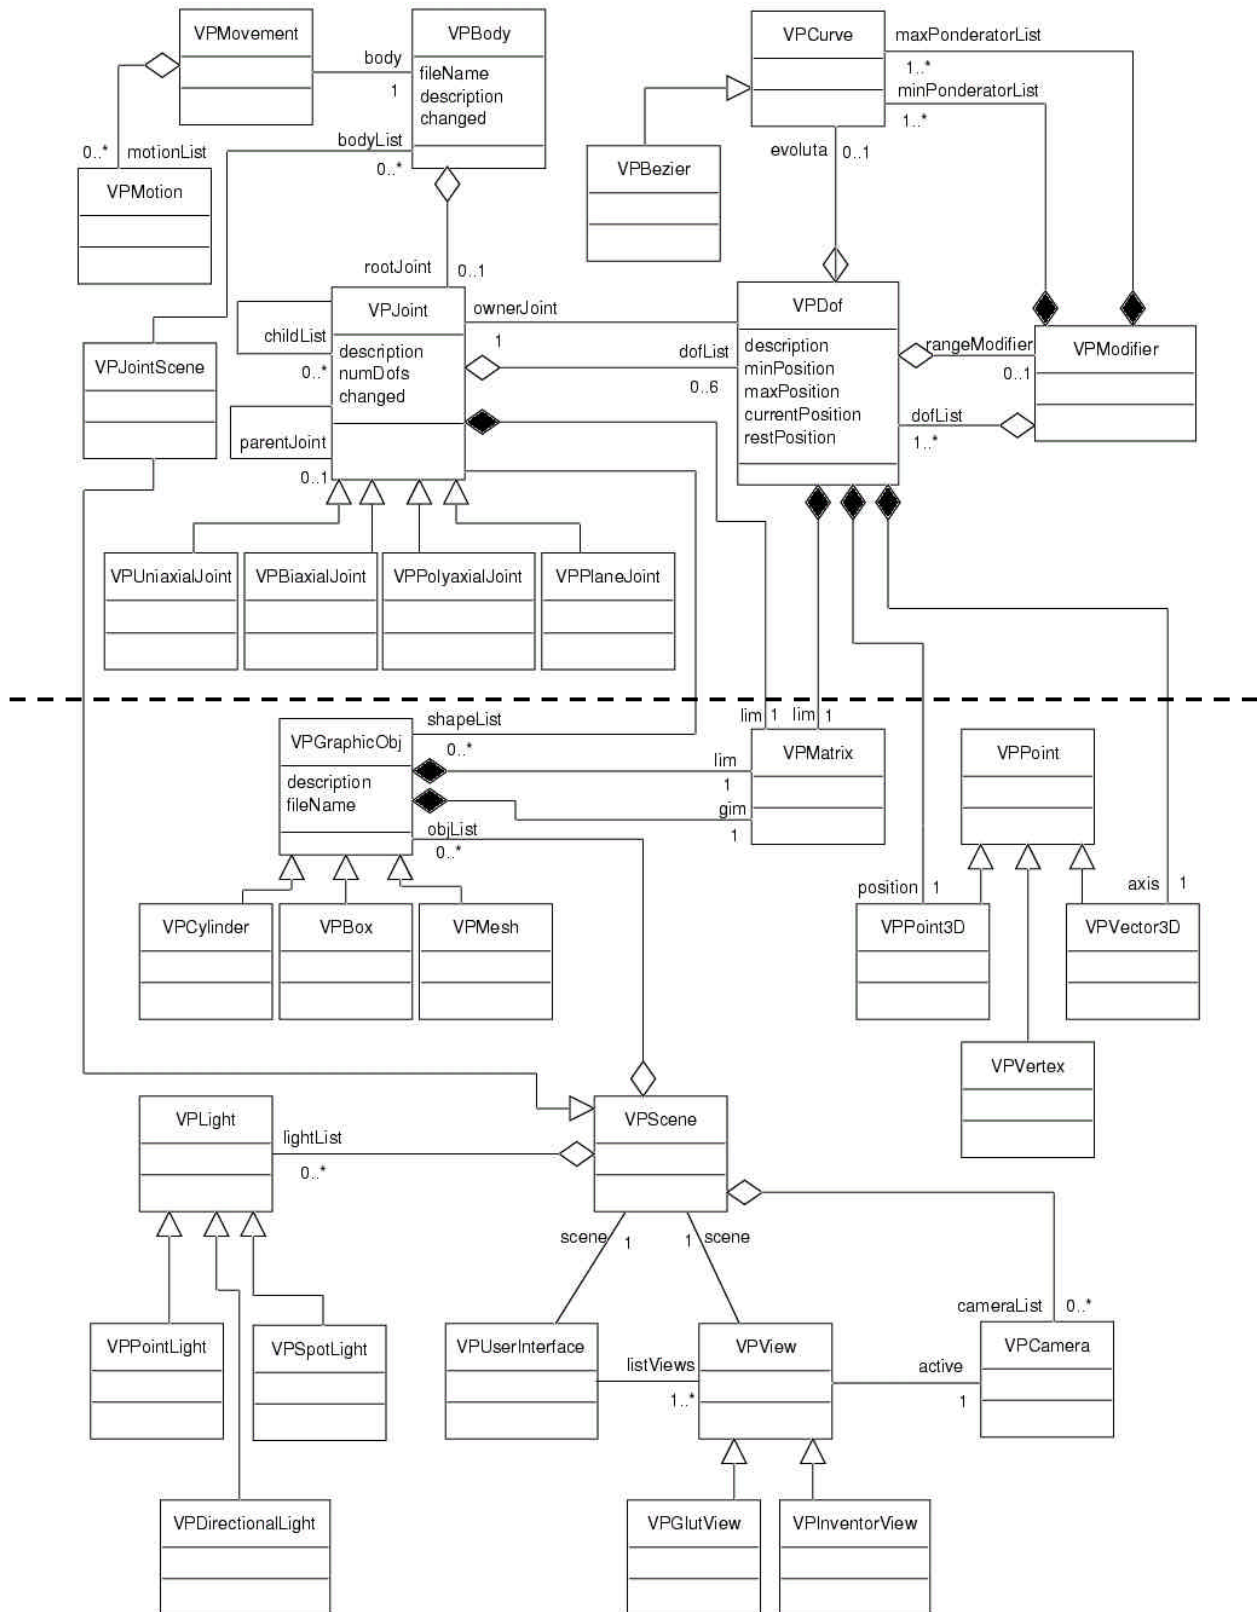 VPMovement
VPBody
fileName
description
changed
body
1
VPCurve
maxPonderatorList
1..*
minPonderatorList
1..*
0..*
motionList
bodyList
0..*
VPMotion
VPBezier
evoluta
0..1
rootJoint
0..1
VPJoint
description
numDofs
changed
childList
0..*
parentJoint
0..1
ownerJoint
1
dofList
0..6
VPDof
description
minPosition
maxPosition
currentPosition
restPosition
rangeModifier
0..1
dofList
1..*
VPModifier
VPJointScene
VPUniaxialJoint
VPBiaxialJoint
VPPolyaxialJoint
VPPlaneJoint
shapeList
0..*
VPGraphicObj
description
fileName
lim
1
lim
1
lim
1
gim
1
VPMatrix
VPPoint
objList
0..*
position
1
axis
1
VPCylinder
VPBox
VPMesh
VPPoint3D
VPVector3D
VPVertex
VPLight
lightList
0..*
VPScene
scene
1
1
scene
cameraList
0..*
VPPointLight
VPSpotLight
VPUserInterface
listViews
1..*
VPView
active
1
VPCamera
VPDirectionalLight
VPGlutView
VPInventorView